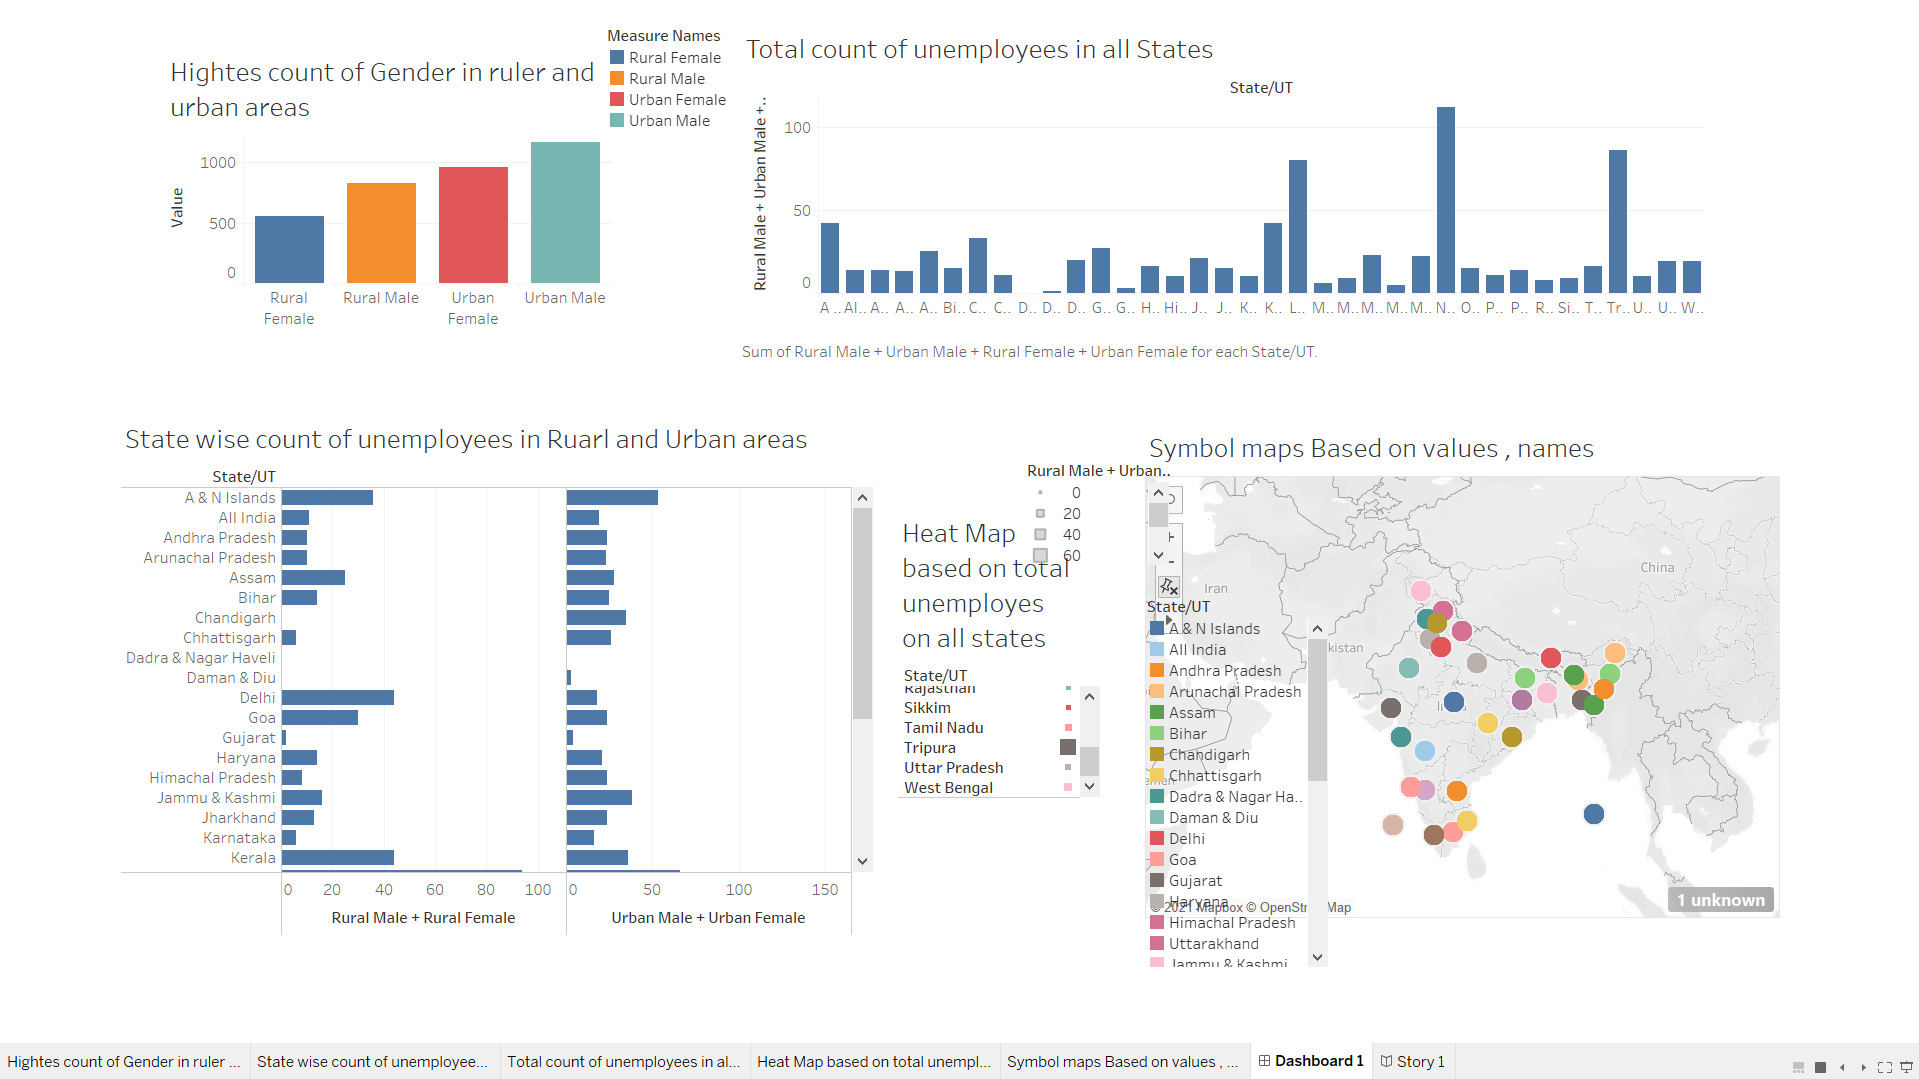 Hightes count of Gender in ruler and
urban areas
Measure Names
Rural Female
Rural Male
Urban Female
Urban Male
Value
1000
500
0
Rural
Female
Rural Male
Urban
Female
Urban Male
Total count of unemployees in all States
State/UT
Rural Male + Urban Male +..
100
50
0
A .. Al.. A.. A.. A.. Bi.. C.. C.. D.. D.. D.. G.. G.. H.. Hi.. J.. J.. K.. K.. L.. M.. M.. M.. M.. M.. N.. O.. P.. P.. R.. Si.. T.. Tr.. U.. U.. W..
Sum of Rural Male + Urban Male + Rural Female + Urban Female for each State/UT.
State wise count of unemployees in Ruarl and Urban areas
State/UT
A & N Islands
All India
Andhra Pradesh
Arunachal Pradesh
Assam
Bihar
Chandigarh
Chhattisgarh
Dadra & Nagar Haveli
Daman & Diu
Delhi
Goa
Gujarat
Haryana
Himachal Pradesh
Jammu & Kashmi
Jharkhand
Karnataka
Kerala
0 20 40 60 80 100
0 50 100 150
Rural Male + Rural Female
Urban Male + Urban Female
Rural Male + Urban..
0
20
40
60
Heat Map
based on total
unemployes
on all states
State/UT
Rajasthan
Sikkim
Tamil Nadu
Tripura
Uttar Pradesh
West Bengal
Symbol maps Based on values , names
China
Iran
kistan
State/UT
A & N Islands
All India
Andhra Pradesh
Arunachal Pradesh
Assam
Bihar
Chandigarh
Chhattisgarh
Dadra & Nagar Ha..
Daman & Diu
Delhi
Goa
Gujarat
Haryana
Himachal Pradesh
Uttarakhand
Jammu & Kashmi
© 2021 Mapbox © OpenStr Map
1 unknown
Hightes count of Gender in ruler ...
State wise count of unemployee...
Total count of unemployees in al...
Heat Map based on total unempl...
Symbol maps Based on values , ...
Dashboard 1
Story 1